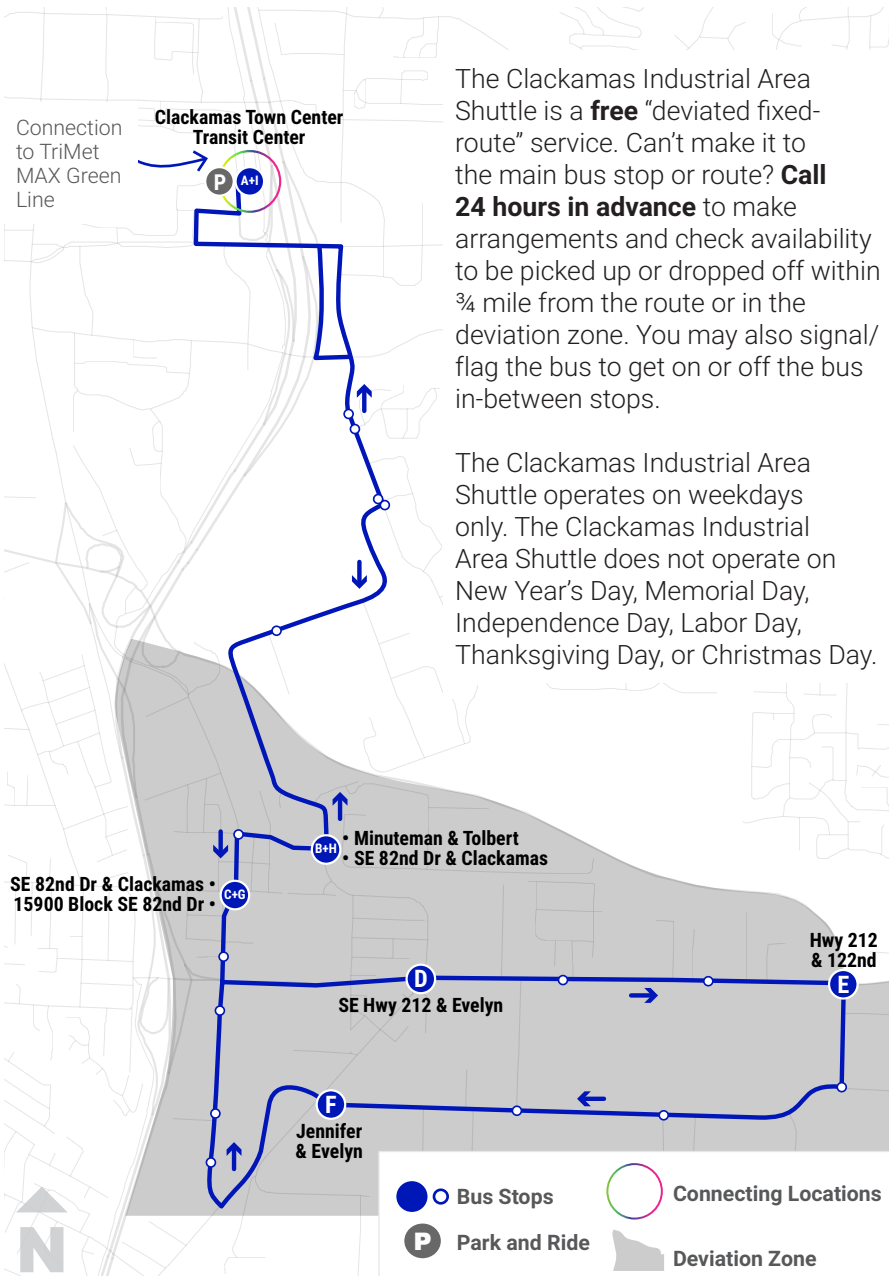 The Clackamas Industrial Area
Shuttle is a free “deviated fixed-
route” service. Can’t make it to
the main bus stop or route? Call
24 hours in advance to make
arrangements and check availability
to be picked up or dropped off within
¾ mile from the route or in the
deviation zone. You may also signal/
flag the bus to get on or off the bus
in-between stops.
The Clackamas Industrial Area
Shuttle operates on weekdays
only. The Clackamas Industrial
Area Shuttle does not operate on
New Year’s Day, Memorial Day,
Independence Day, Labor Day,
Thanksgiving Day, or Christmas Day.
Connection
to TriMet
MAX Green
Line
Clackamas Town Center
Transit Center
P
A+I
B+H
• Minuteman & Tolbert
• SE 82nd Dr & Clackamas
SE 82nd Dr & Clackamas •
15900 Block SE 82nd Dr •
C+G
D
SE Hwy 212 & Evelyn
Hwy 212
& 122nd
E
F
Jennifer
& Evelyn
N
Bus Stops
Connecting Locations
P Park and Ride
Deviation Zone